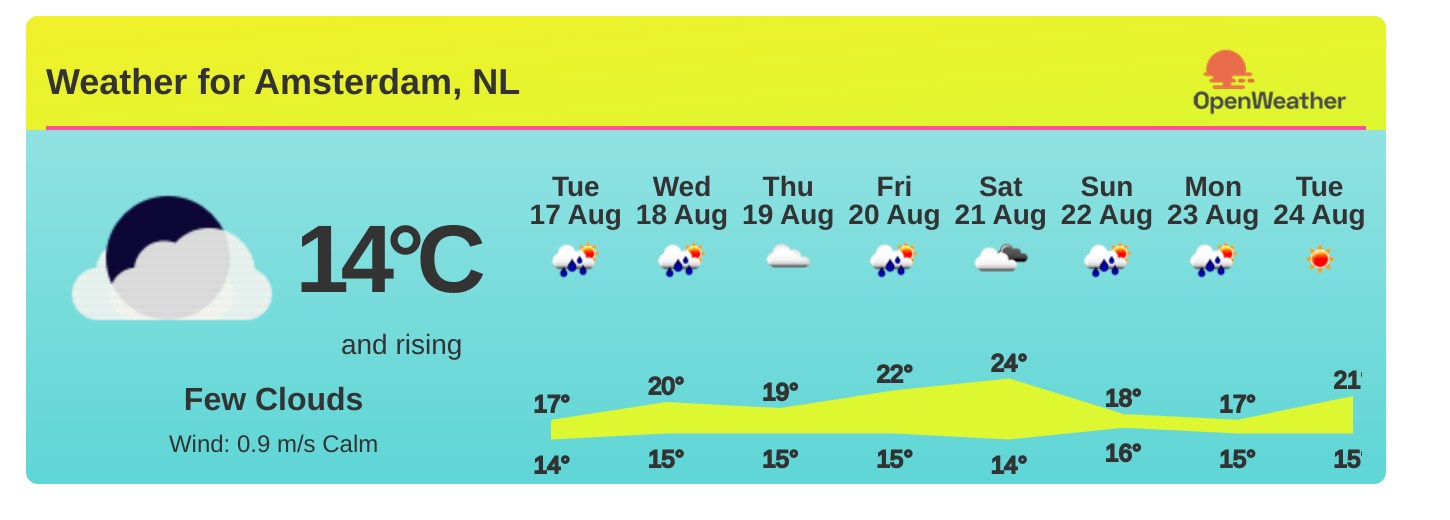 Weather for Amsterdam, NL
OpenWeather
14°C
and rising
Few Clouds
Wind: 0.9 m/s Calm
Tue Wed Thu Fri Sat Sun Mon Tue
17 Aug 18 Aug 19 Aug 20 Aug 21 Aug 22 Aug 23 Aug 24 Aug
17° 20° 19° 22° 24° 18° 17° 21°
14° 15° 15° 15° 14° 16° 15° 15